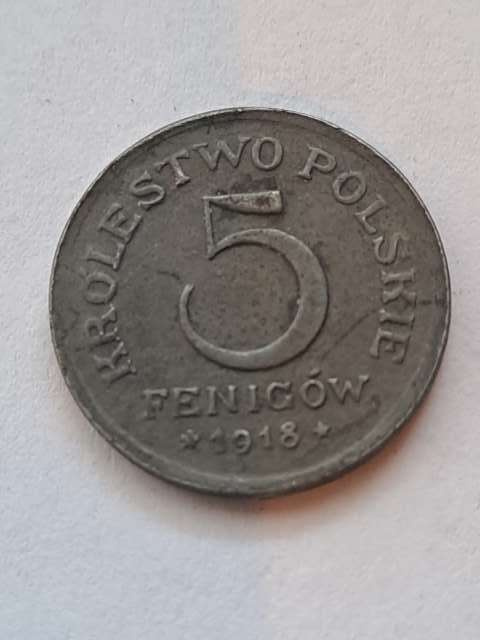 KRÓLESTWO POLSKIE
5
FENIGÓW
*1918*